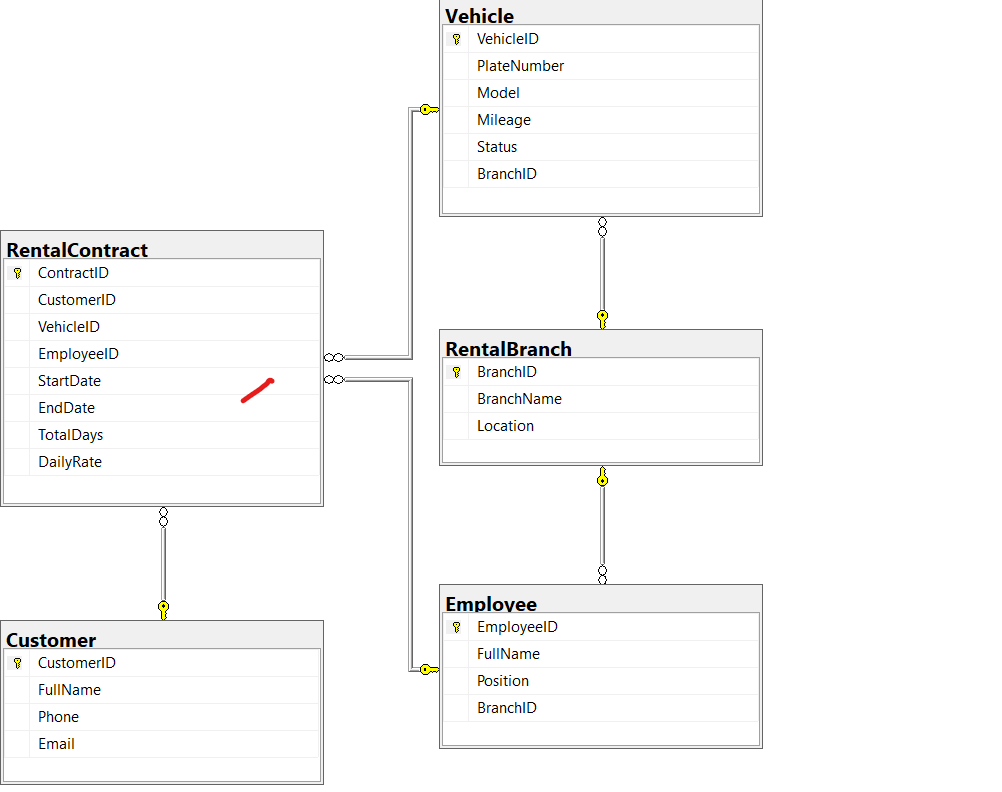 Vehicle
VehicleID
PlateNumber
Model
Mileage
Status
BranchID
RentalContract
ContractID
CustomerID
VehicleID
EmployeeID
StartDate
EndDate
TotalDays
DailyRate
RentalBranch
BranchID
BranchName
Location
Customer
CustomerID
FullName
Phone
Email
Employee
EmployeeID
FullName
Position
BranchID